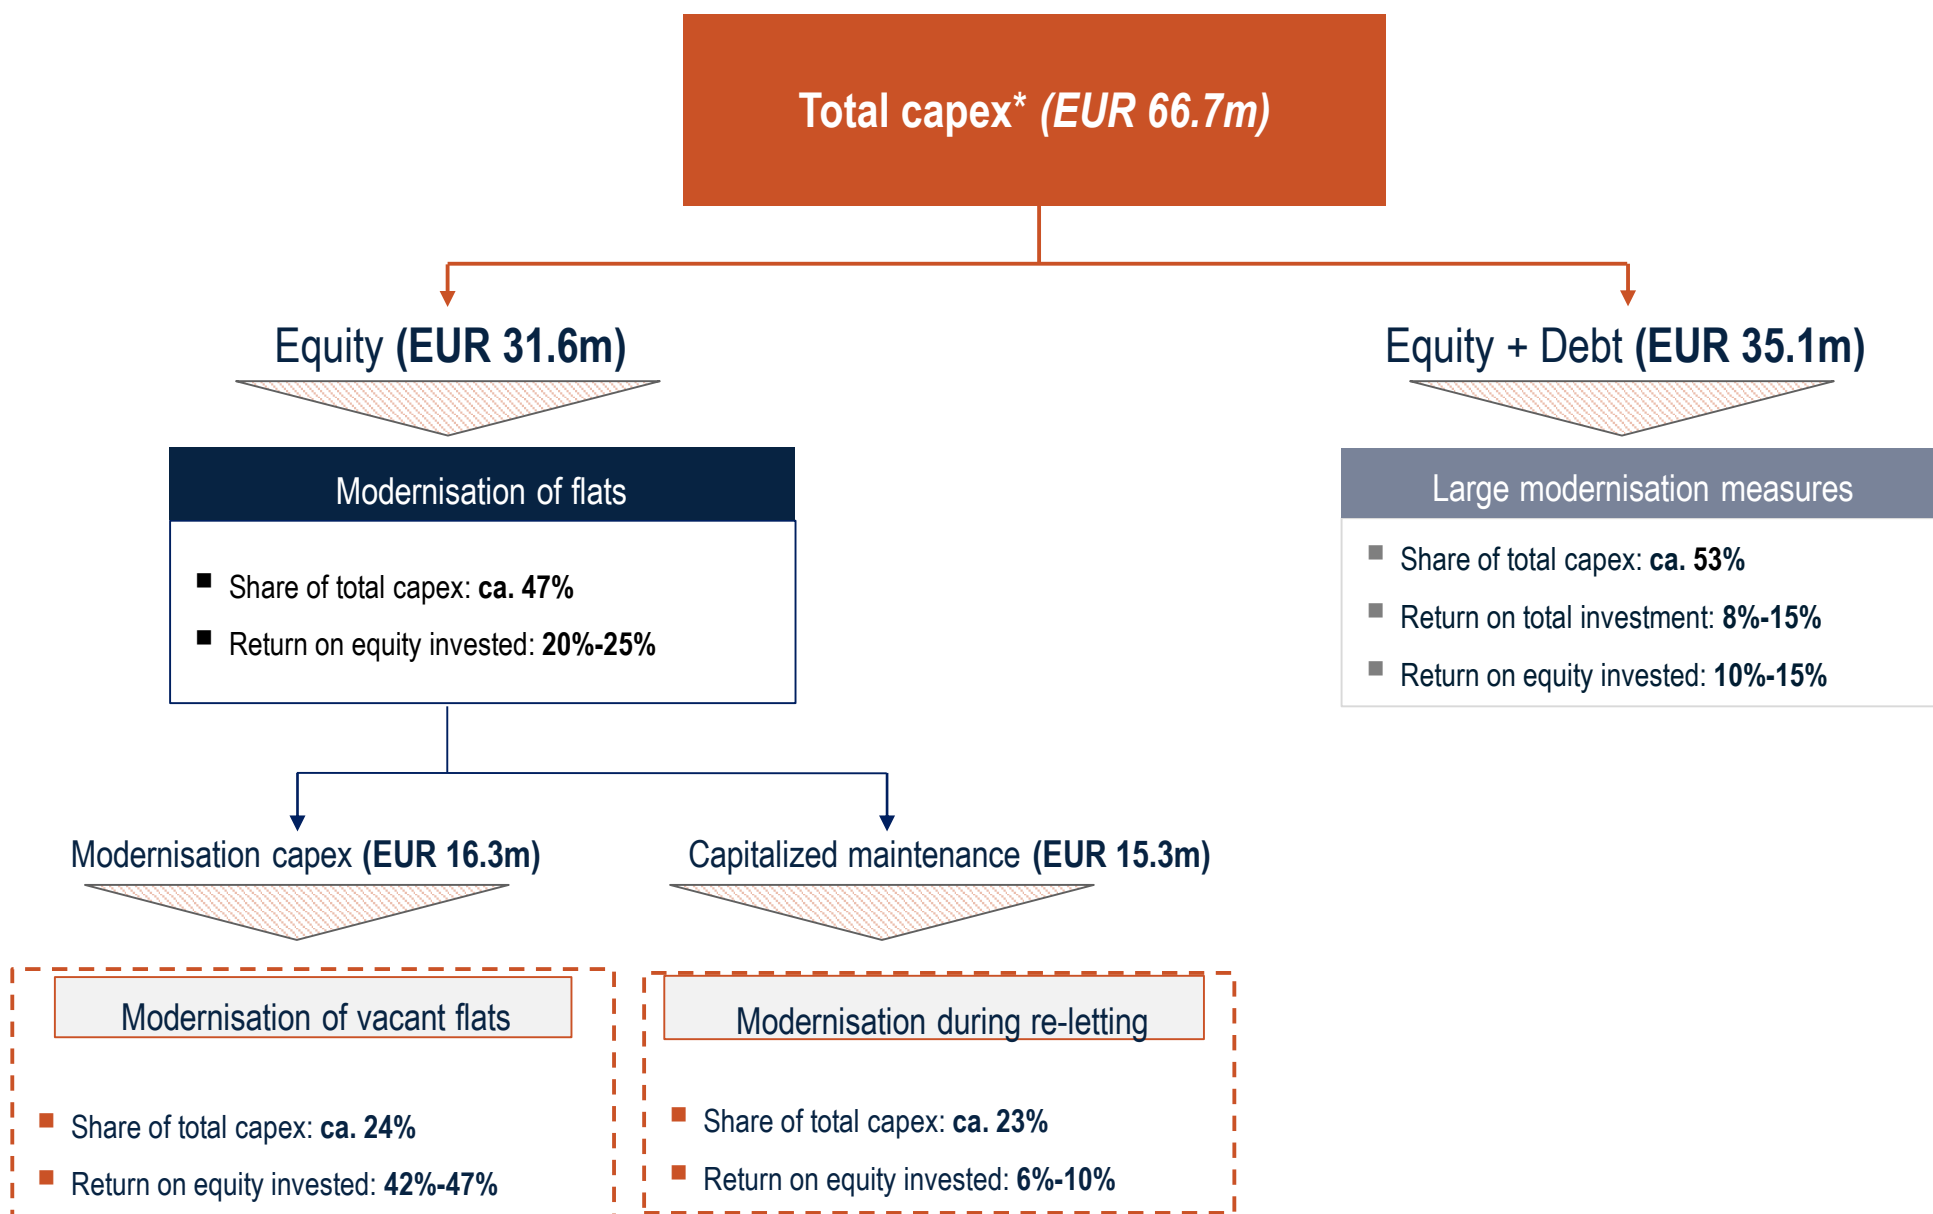 Total capex* (EUR 66.7m)
Equity (EUR 31.6m)
Equity + Debt (EUR 35.1m)
Modernisation of flats
Share of total capex: ca. 47%
Return on equity invested: 20%-25%
Large modernisation measures
Share of total capex: ca. 53%
Return on total investment: 8%-15%
Return on equity invested: 10%-15%
Modernisation capex (EUR 16.3m)
Capitalized maintenance (EUR 15.3m)
Modernisation of vacant flats
Share of total capex: ca. 24%
Return on equity invested: 42%-47%
Modernisation during re-letting
Share of total capex: ca. 23%
Return on equity invested: 6%-10%